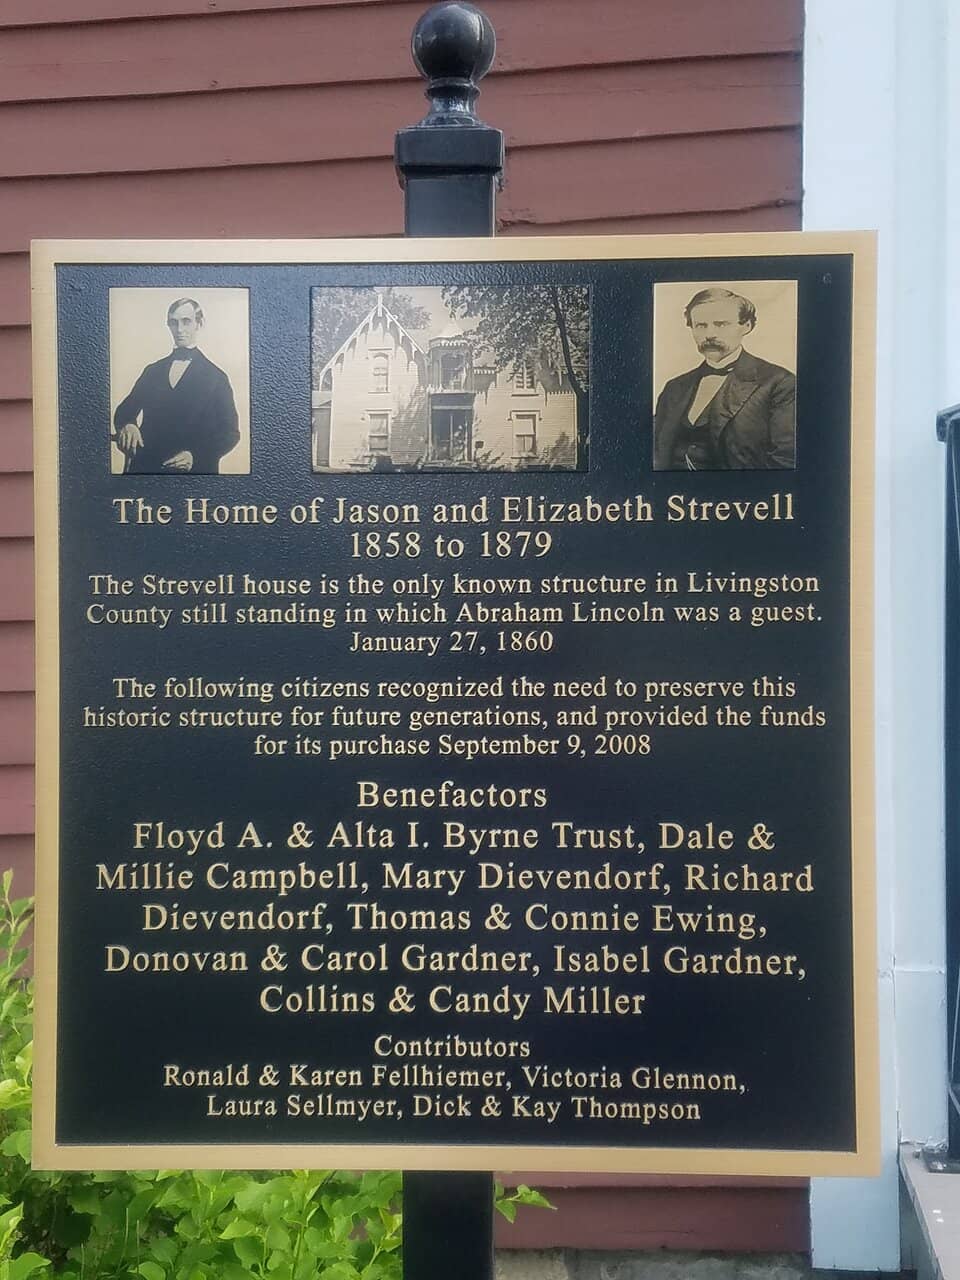 The Home of Jason and Elizabeth Strevell
1858 to 1879
The Strevell house is the only known structure in Livingston
County still standing in which Abraham Lincoln was a guest.
January 27, 1860
The following citizens recognized the need to preserve this
historic structure for future generations, and provided the funds
for its purchase September 9, 2008
Benefactors
Floyd A. & Alta I. Byrne Trust, Dale &
Millie Campbell, Mary Dievendorf, Richard
Dievendorf, Thomas & Connie Ewing,
Donovan & Carol Gardner, Isabel Gardner,
Collins & Candy Miller
Contributors
Ronald & Karen Fellhiemer, Victoria Glennon,
Laura Sellmyer, Dick & Kay Thompson